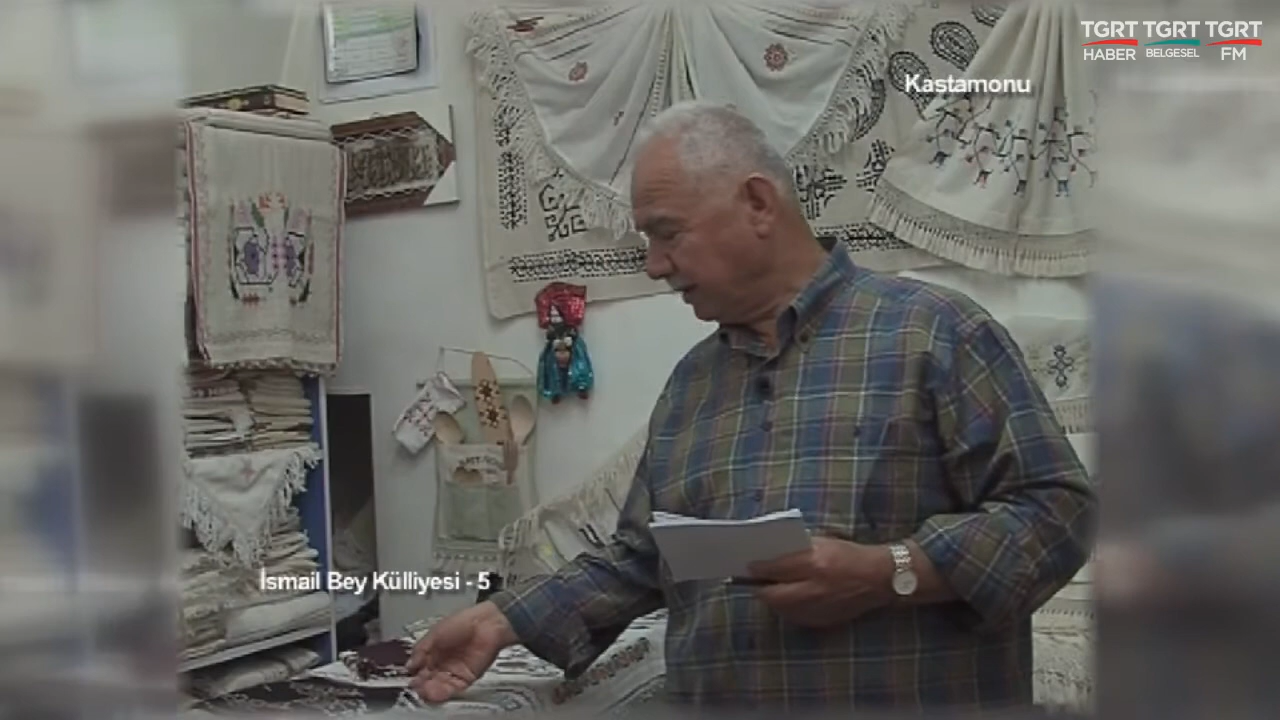 TGRT TGRT TGRT
HABER BELGESEL FM
Kastamonu
İsmail Bey Külliyesi - 5